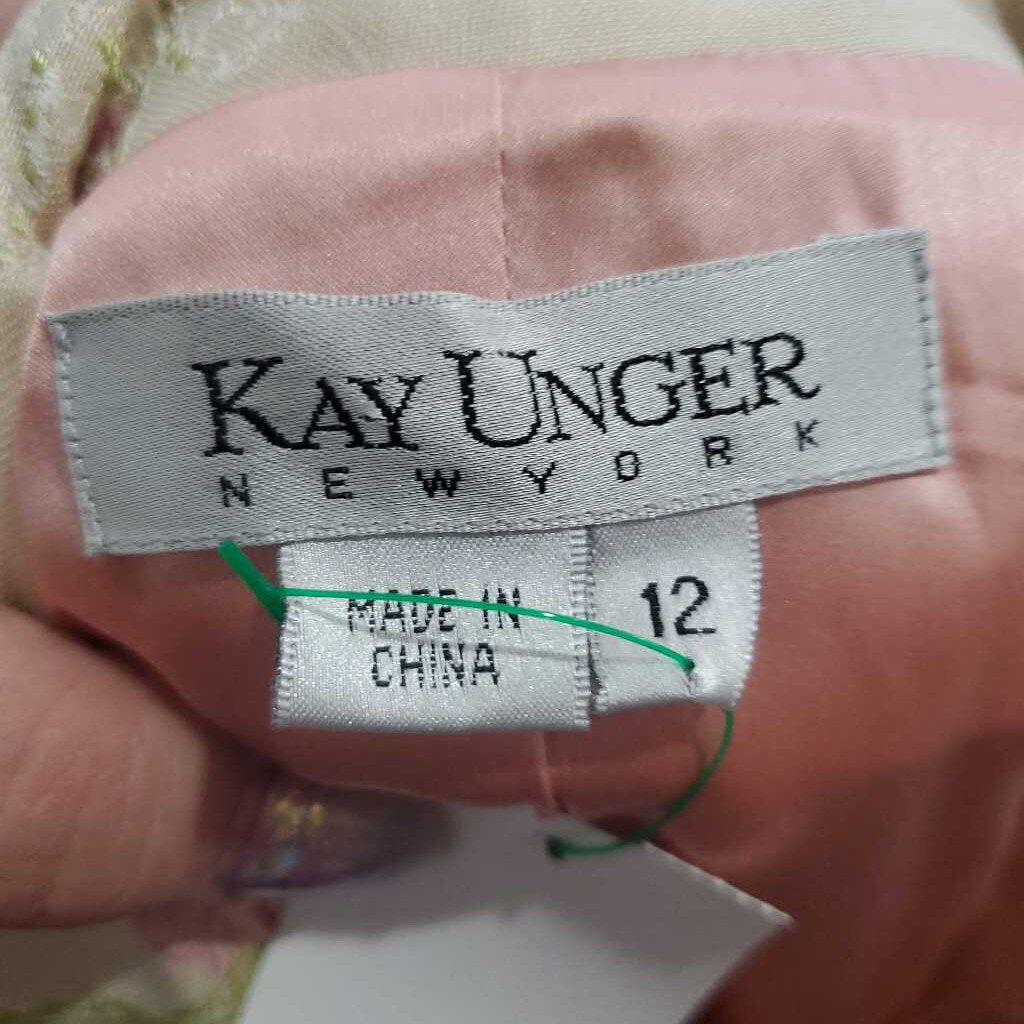 KAY UNGER
NEW YORK
MADE IN
CHINA
12